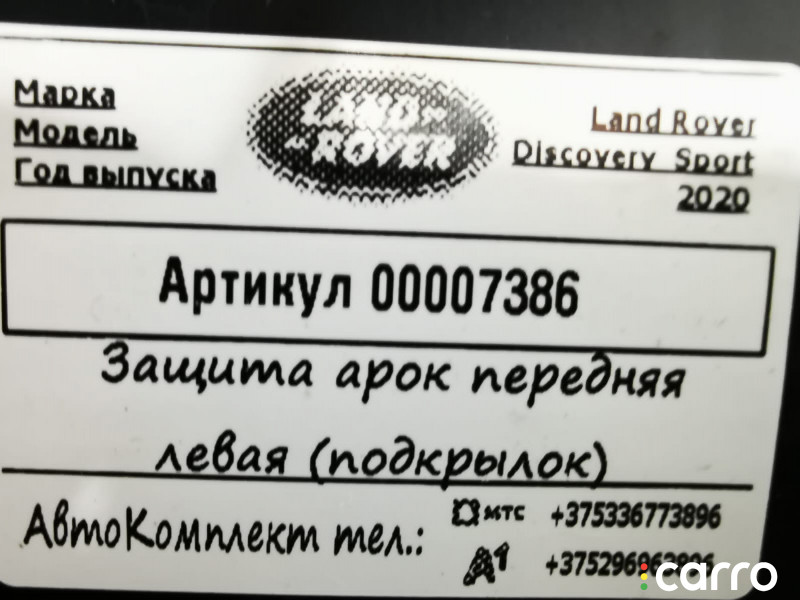 Марка
Модель
Год выпуска
LAND ROVER
Land Rover
Discovery Sport
2020
Артикул 00007386
Защита арок передняя
левая (подкрылок)
АвтоКомплект тел.:
мтс +375336773896
A1
carro